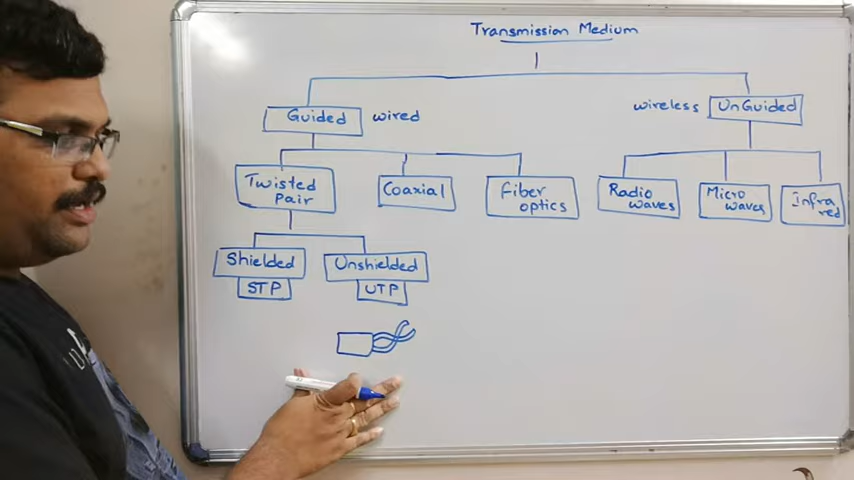 Transmission Medium
Guided
wired
wireless
UnGuided
Twisted
pair
Coaxial
Fiber
optics
Radio
waves
Micro
waves
Infra
red
Shielded
Unshielded
STP
UTP